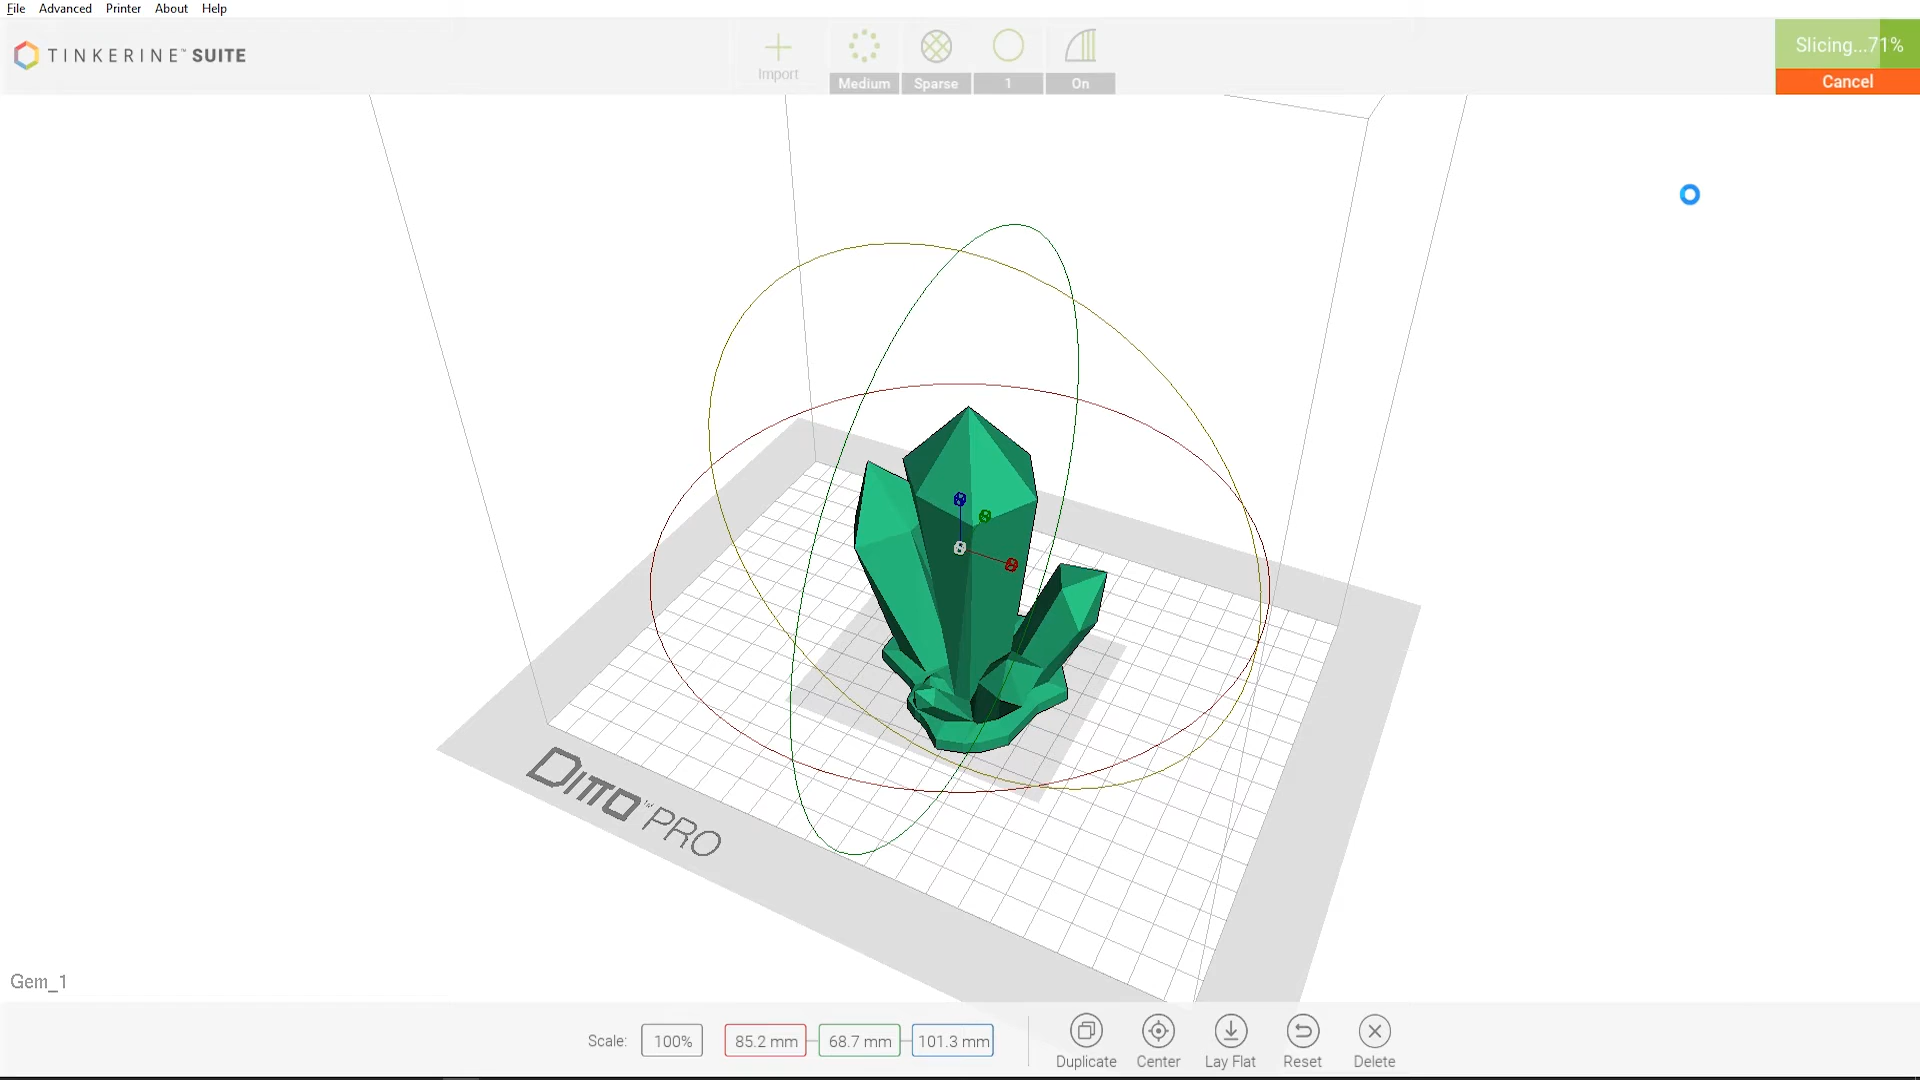 File Advanced Printer About Help
TINKERINE™ SUITE
Import
Medium
Sparse
1
On
Slicing...71%
Cancel
DITTO™ PRO
Gem_1
Scale:
100%
85.2 mm
68.7 mm
101.3 mm
Duplicate
Center
Lay Flat
Reset
Delete